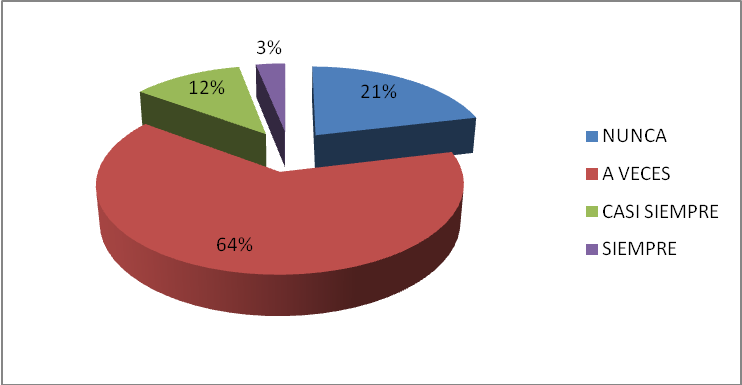 3%
12%
21%
64%
NUNCA
A VECES
CASI SIEMPRE
SIEMPRE